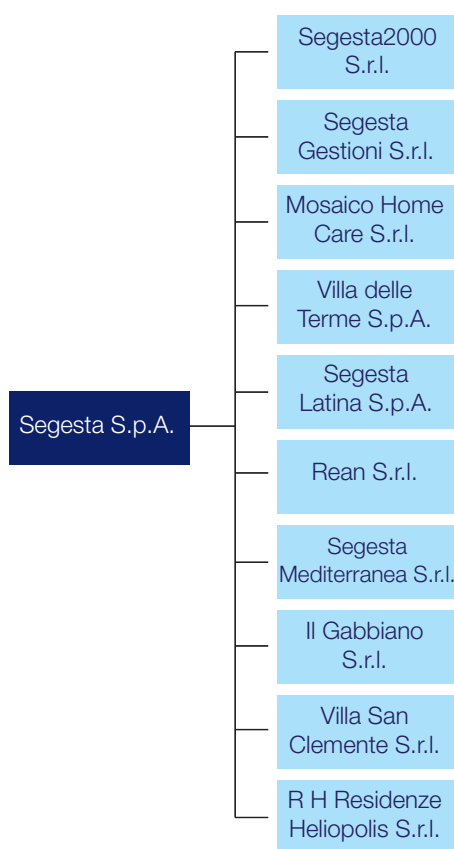 Segesta2000
S.r.l.
Segesta
Gestioni S.r.l.
Mosaico Home
Care S.r.l.
Villa delle
Terme S.p.A.
Segesta
Latina S.p.A.
Segesta S.p.A.
Rean S.r.l.
Segesta
Mediterranea S.r.l.
Il Gabbiano
S.r.l.
Villa San
Clemente S.r.l.
R H Residenze
Heliopolis S.r.l.